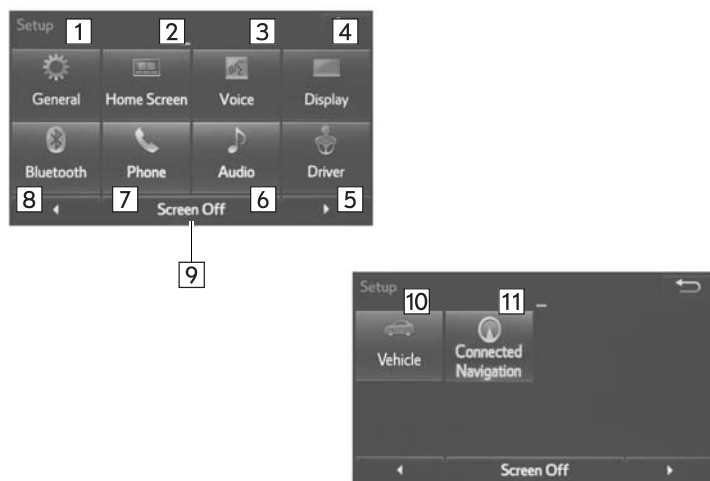 Setup 1 2 3 4
General Home Screen Voice Display
Bluetooth Phone Audio Driver
8 7 Screen Off 6 5
9
Setup 10 11
Vehicle Connected Navigation
Screen Off